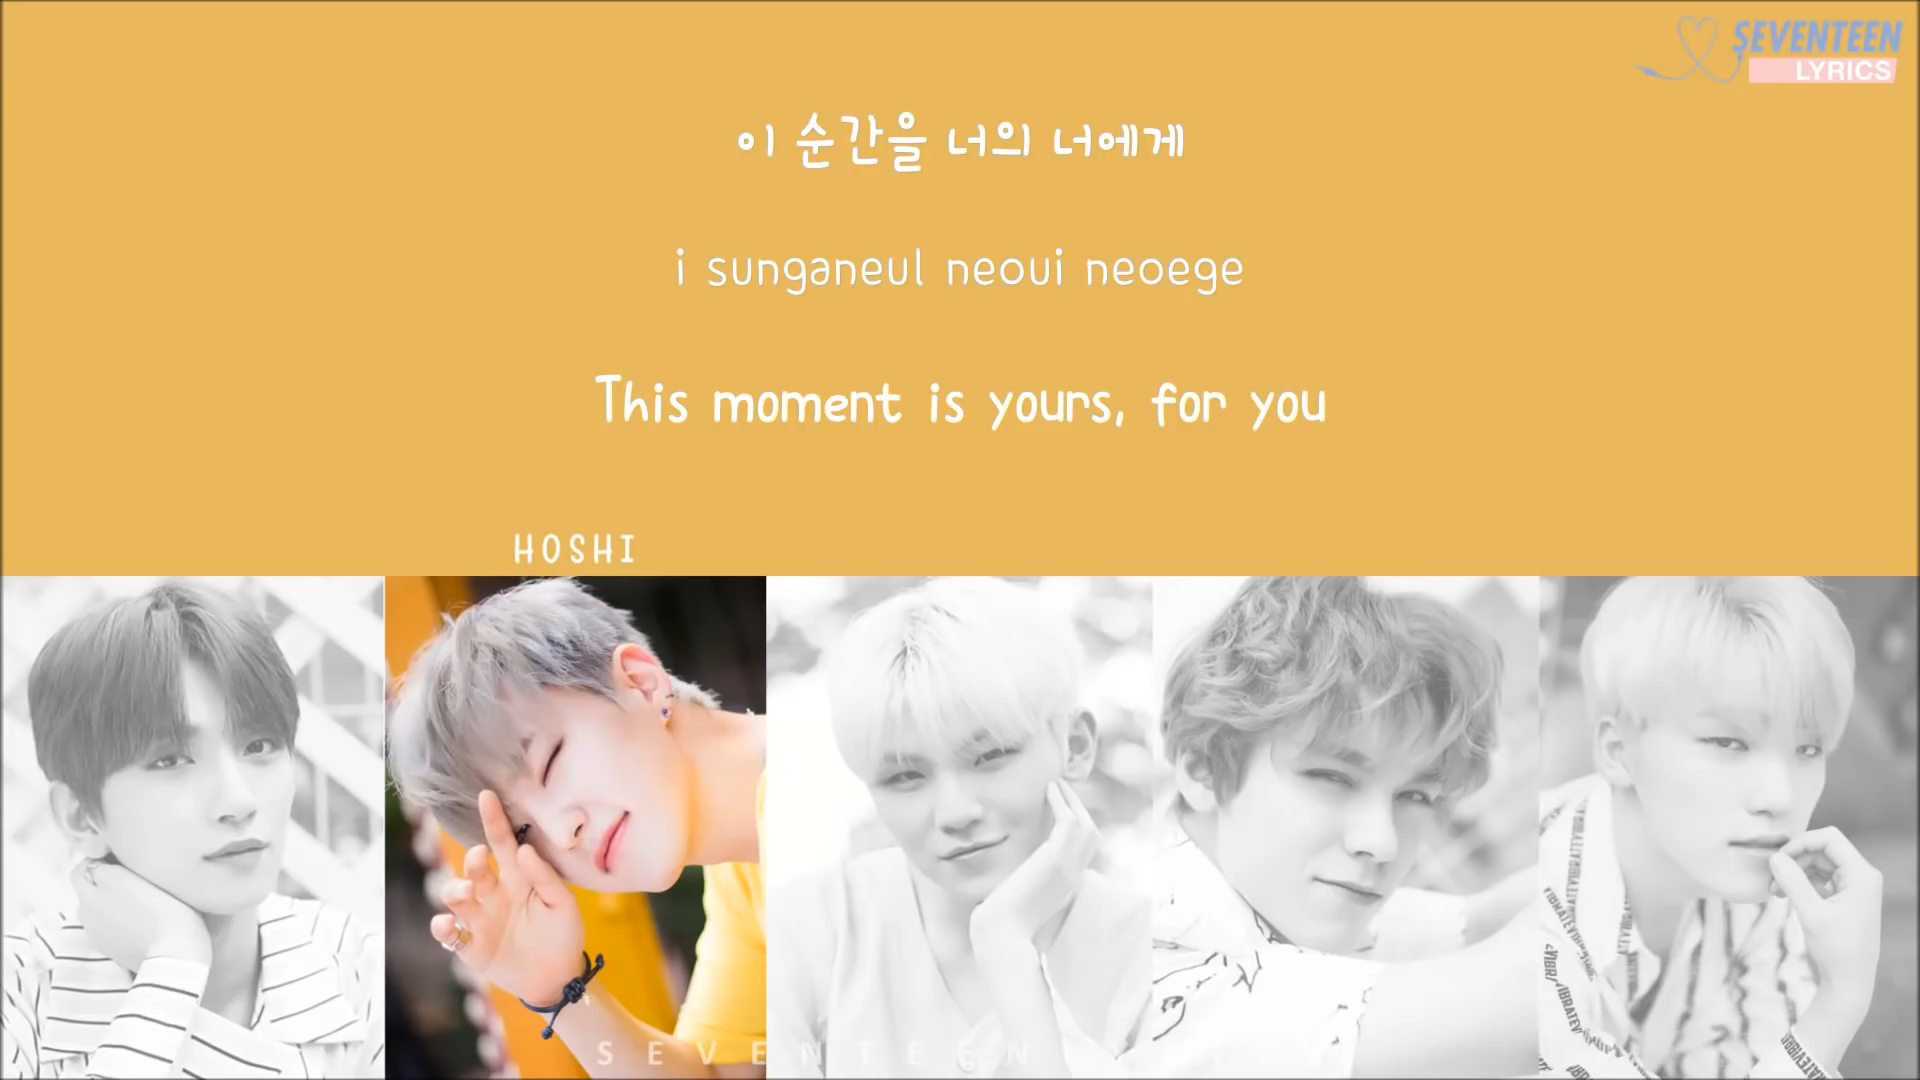 SEVENTEEN
LYRICS
이 순간을 너의 너에게
i sunganeul neoui neoege
This moment is yours, for you
HOSHI
SEVENTEEN